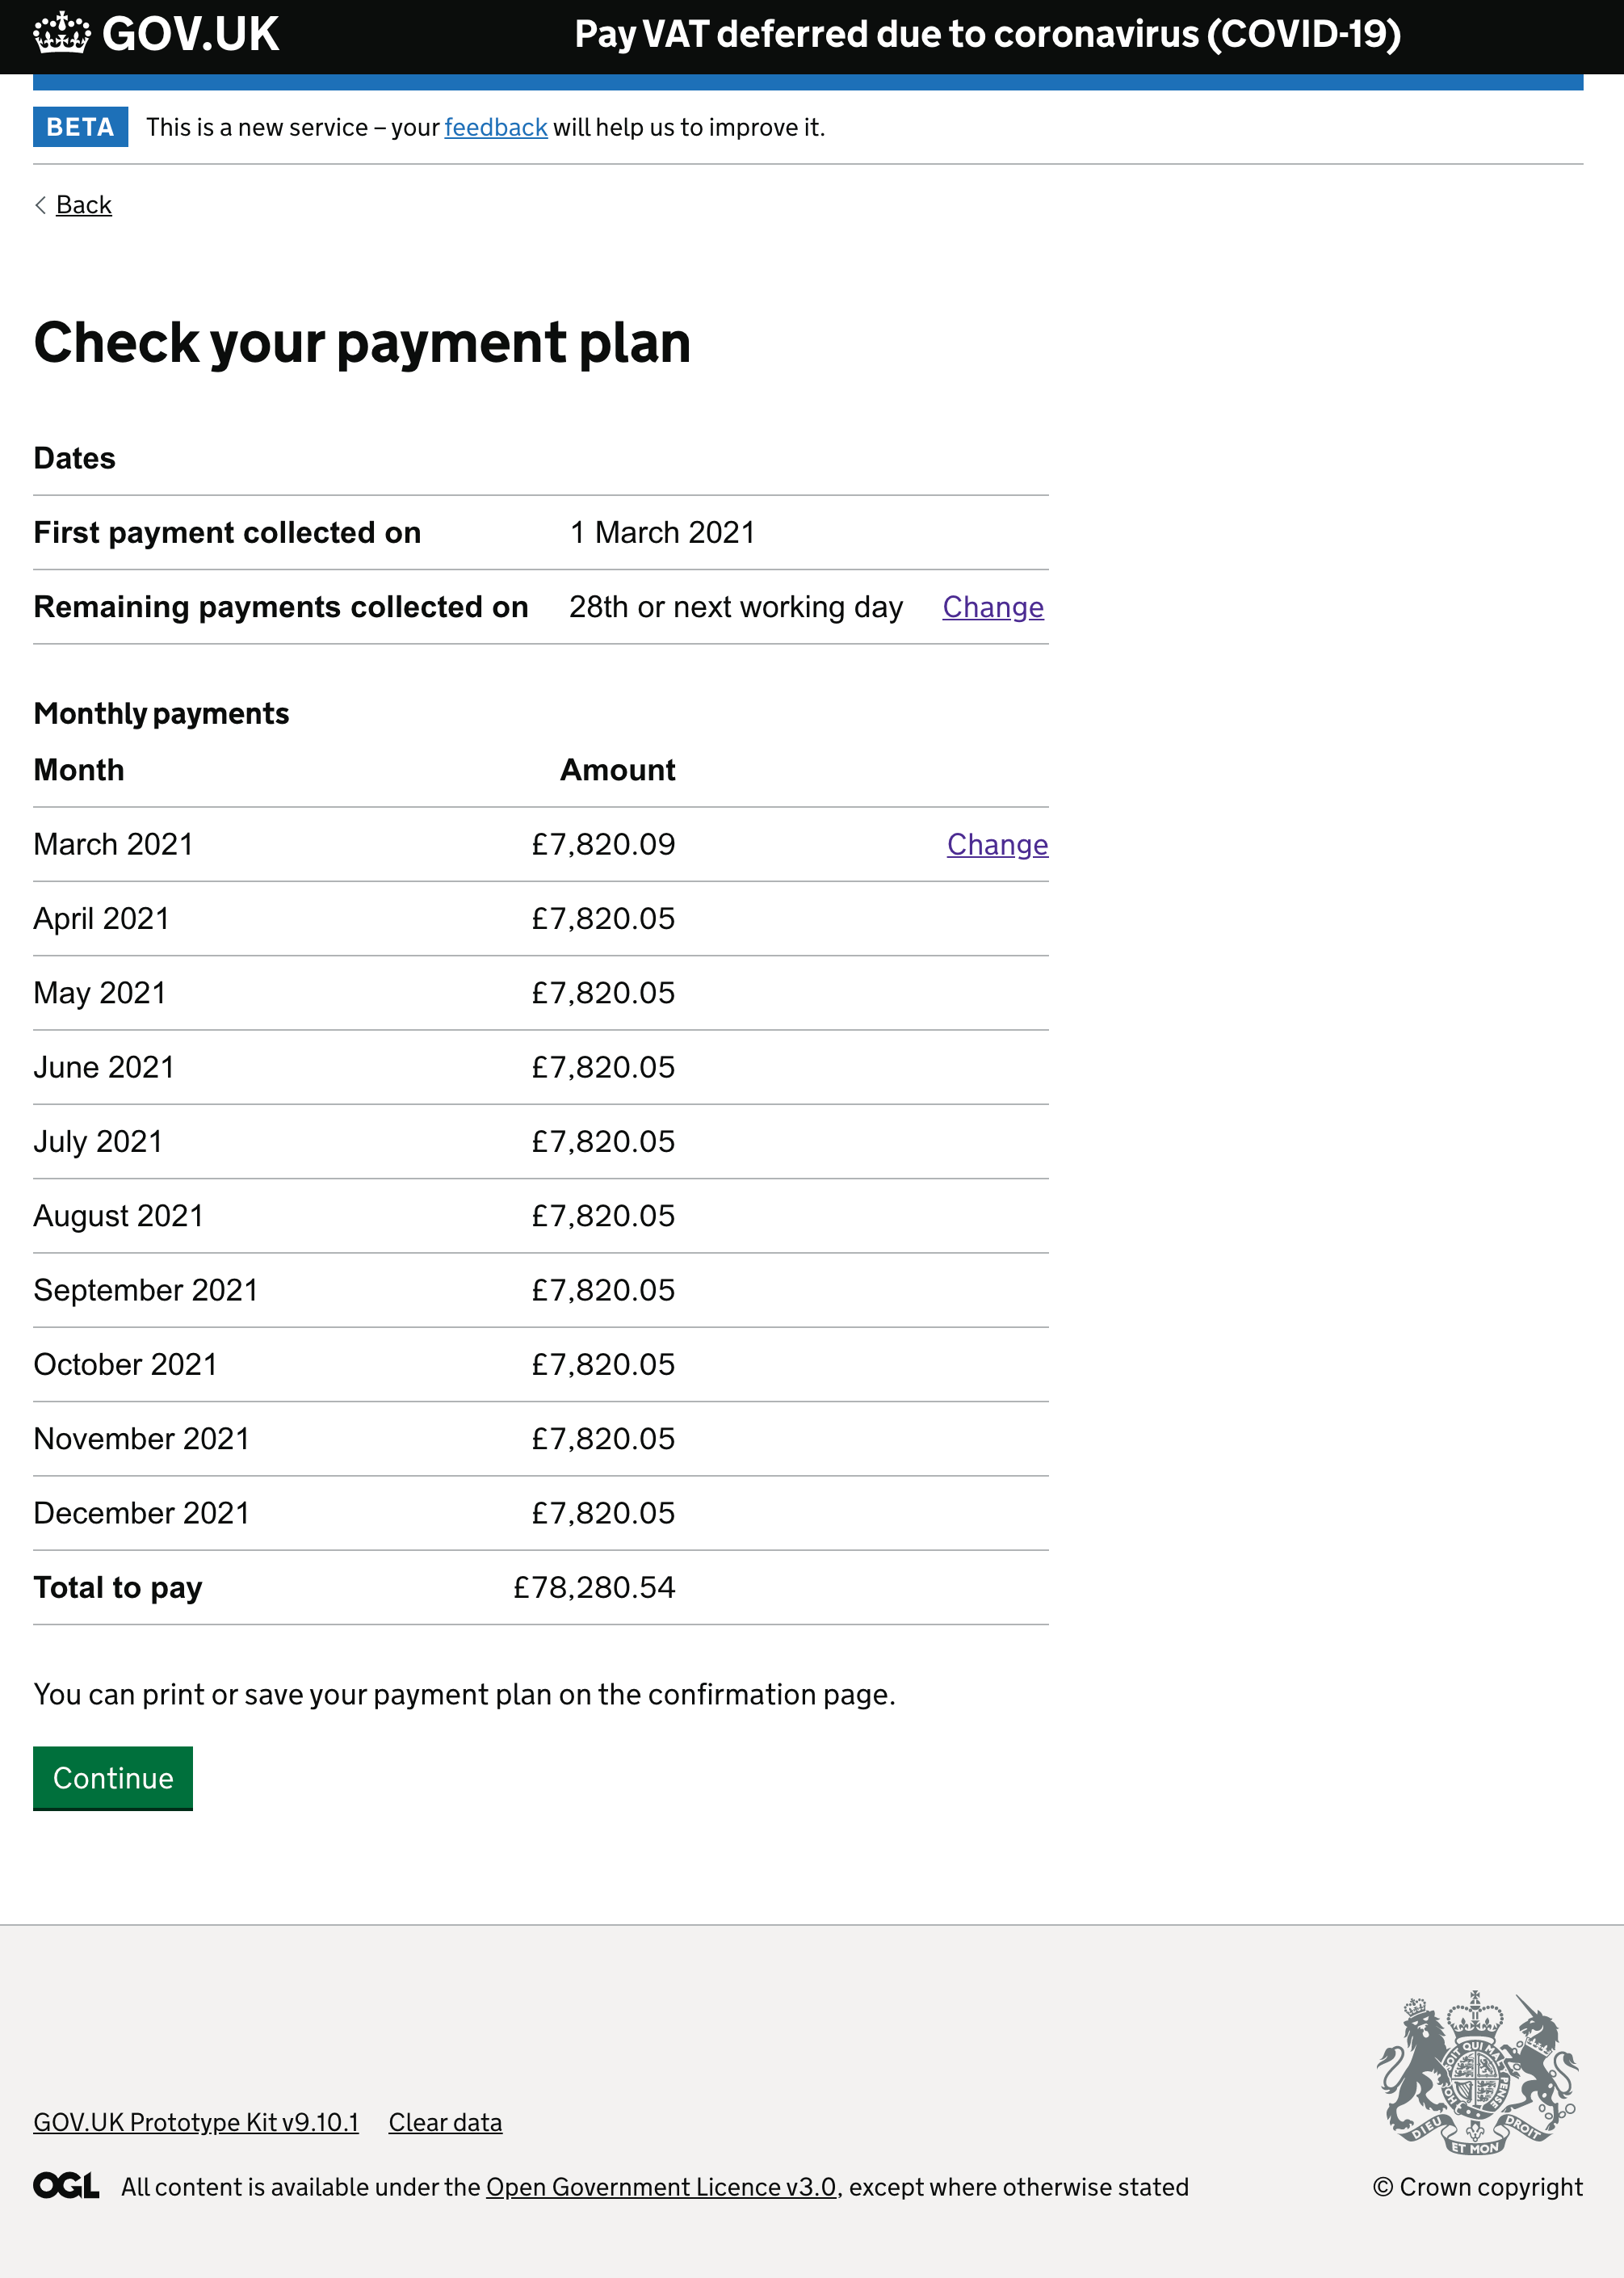 GOV.UK Pay VAT deferred due to coronavirus (COVID-19)
BETA This is a new service – your feedback will help us to improve it.
Back
Check your payment plan
Dates
First payment collected on 1 March 2021
Remaining payments collected on 28th or next working day Change
Monthly payments
Month Amount
March 2021 £7,820.09 Change
April 2021 £7,820.05
May 2021 £7,820.05
June 2021 £7,820.05
July 2021 £7,820.05
August 2021 £7,820.05
September 2021 £7,820.05
October 2021 £7,820.05
November 2021 £7,820.05
December 2021 £7,820.05
Total to pay £78,280.54
You can print or save your payment plan on the confirmation page.
Continue
SOIT QUI MAL
DIEU ET MON DROIT
GOV.UK Prototype Kit v9.10.1 Clear data
OGL All content is available under the Open Government Licence v3.0, except where otherwise stated
© Crown copyright